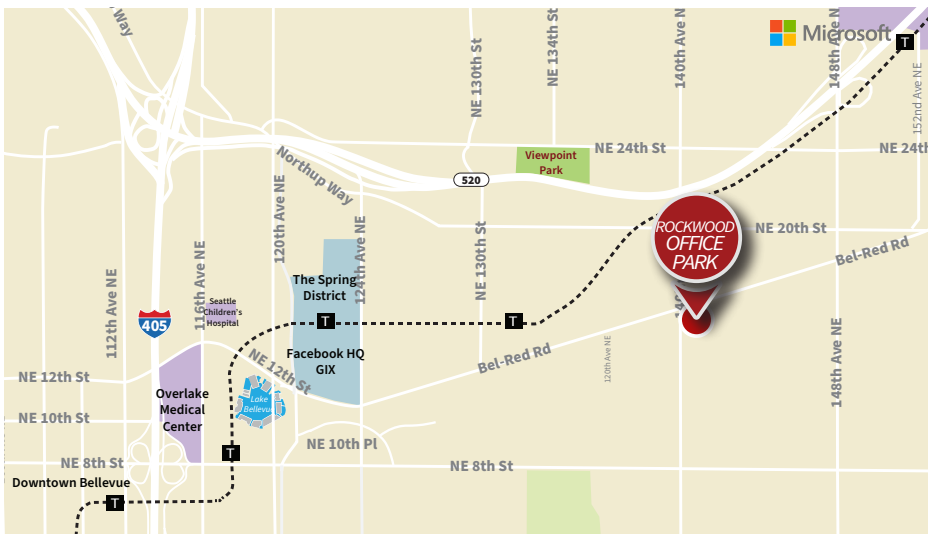 Way
NE 130th St
NE 134th St
140th Ave N
148th Ave N
Microsoft
T
152nd Ave NE
NE 24th St
NE 24th
Viewpoint
Park
520
Northup Way
120th Ave NE
124th Ave NE
NE 130th St
ROCKWOOD
OFFICE
PARK
NE 20th St
Bel-Red Rd
116th Ave NE
112th Ave NE
The Spring
District
Seattle
Children's
Hospital
405
T
T
Facebook HQ
GIX
NE 12th St
Bel-Red Rd
120th Ave NE
148th Ave NE
NE 12th St
Overlake
Medical
Center
Lake
Bellevue
NE 10th St
NE 10th Pl
T
NE 8th St
NE 8th St
Downtown Bellevue
T